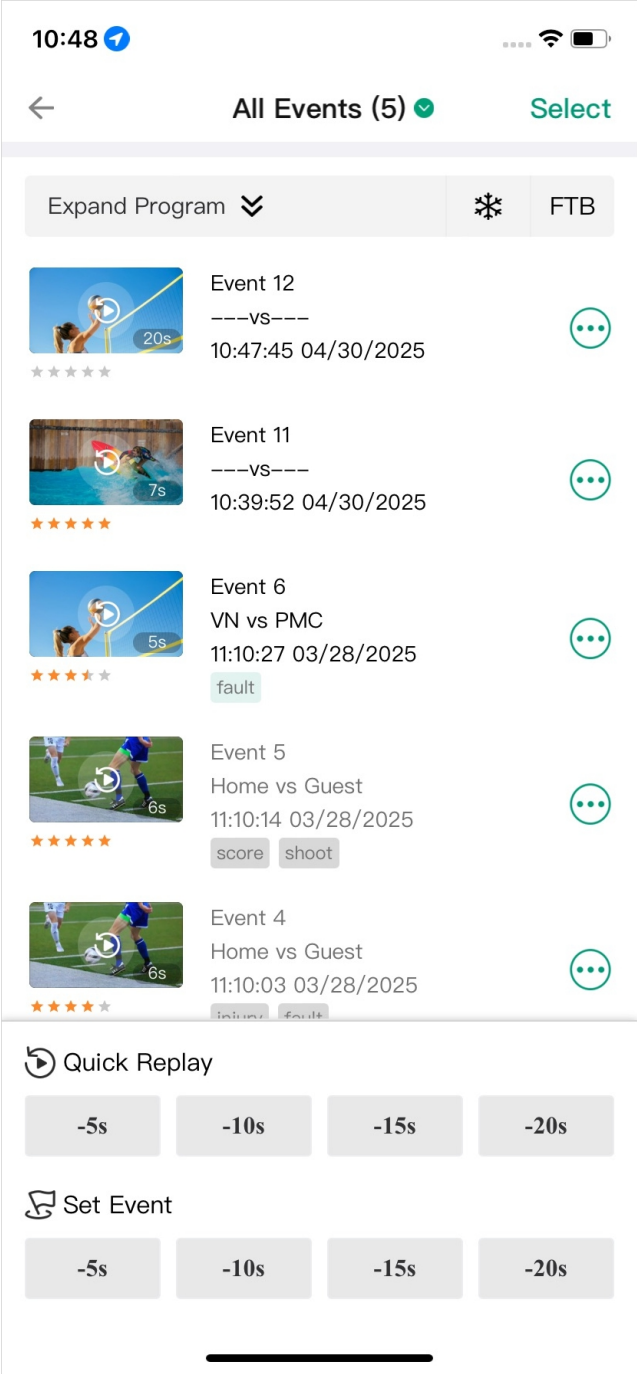 10:48
All Events (5)
Select
Expand Program
FTB
20s
Event 12
---vs---
10:47:45 04/30/2025
7s
Event 11
---vs---
10:39:52 04/30/2025
5s
Event 6
VN vs PMC
11:10:27 03/28/2025
fault
6s
Event 5
Home vs Guest
11:10:14 03/28/2025
score shoot
6s
Event 4
Home vs Guest
11:10:03 03/28/2025
injury fault
Quick Replay
-5s -10s -15s -20s
Set Event
-5s -10s -15s -20s